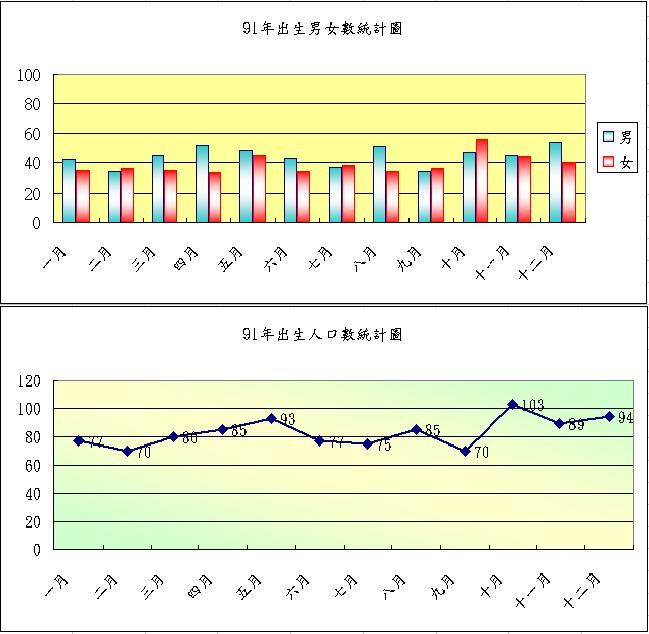 91年出生男女數統計圖
100
80
60
40
20
0
男
女
一月 二月 三月 四月 五月 六月 七月 八月 九月 十月 十一月 十二月
91年出生人口數統計圖
120
100
80
60
40
20
0
77 70 80 85 93 77 75 85 70 103 89 94
一月 二月 三月 四月 五月 六月 七月 八月 九月 十月 十一月 十二月